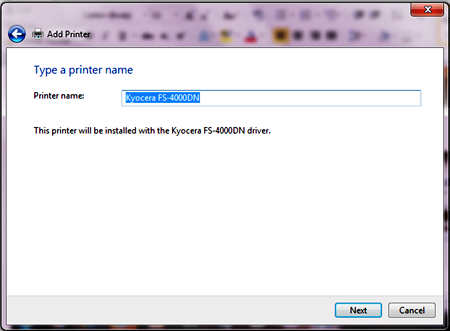 Add Printer
Type a printer name
Printer name:
Kyocera FS-4000DN
This printer will be installed with the Kyocera FS-4000DN driver.
Next
Cancel